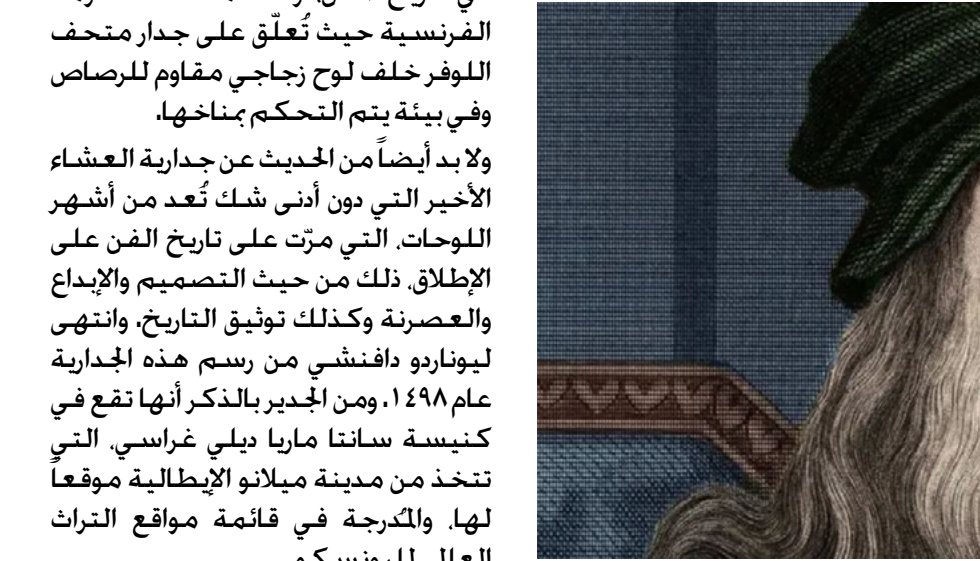 الفرنسية حيث تُعلّق على جدار متحف
اللوفر خلف لوح زجاجي مقاوم للرصاص
وفي بيئة يتم التحكم بمناخها.
ولا بد أيضاً من الحديث عن جدارية العشاء
الأخير التي دون أدنى شك تُعد من أشهر
اللوحات، التي مرّت على تاريخ الفن على
الإطلاق، ذلك من حيث التصميم والإبداع
والعصرنة وكذلك توثيق التاريخ. وانتهى
ليوناردو دافنشي من رسم هذه الجدارية
عام ١٤٩٨. ومن الجدير بالذكر أنها تقع في
كنيسة سانتا ماريا ديلي غراسي، التي
تتخذ من مدينة ميلانو الإيطالية موقعاً
لها، والمُدرجة في قائمة مواقع التراث